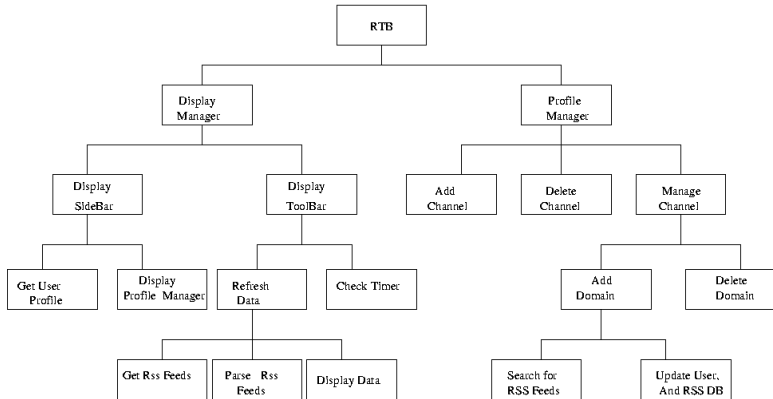 RTB
Display
Manager
Profile
Manager
Display
SideBar
Display
ToolBar
Add
Channel
Delete
Channel
Manage
Channel
Get User
Profile
Display
Profile Manager
Refresh
Data
Check Timer
Add
Domain
Delete
Domain
Get Rss Feeds
Parse Rss
Feeds
Display Data
Search for
RSS Feeds
Update User,
And RSS DB